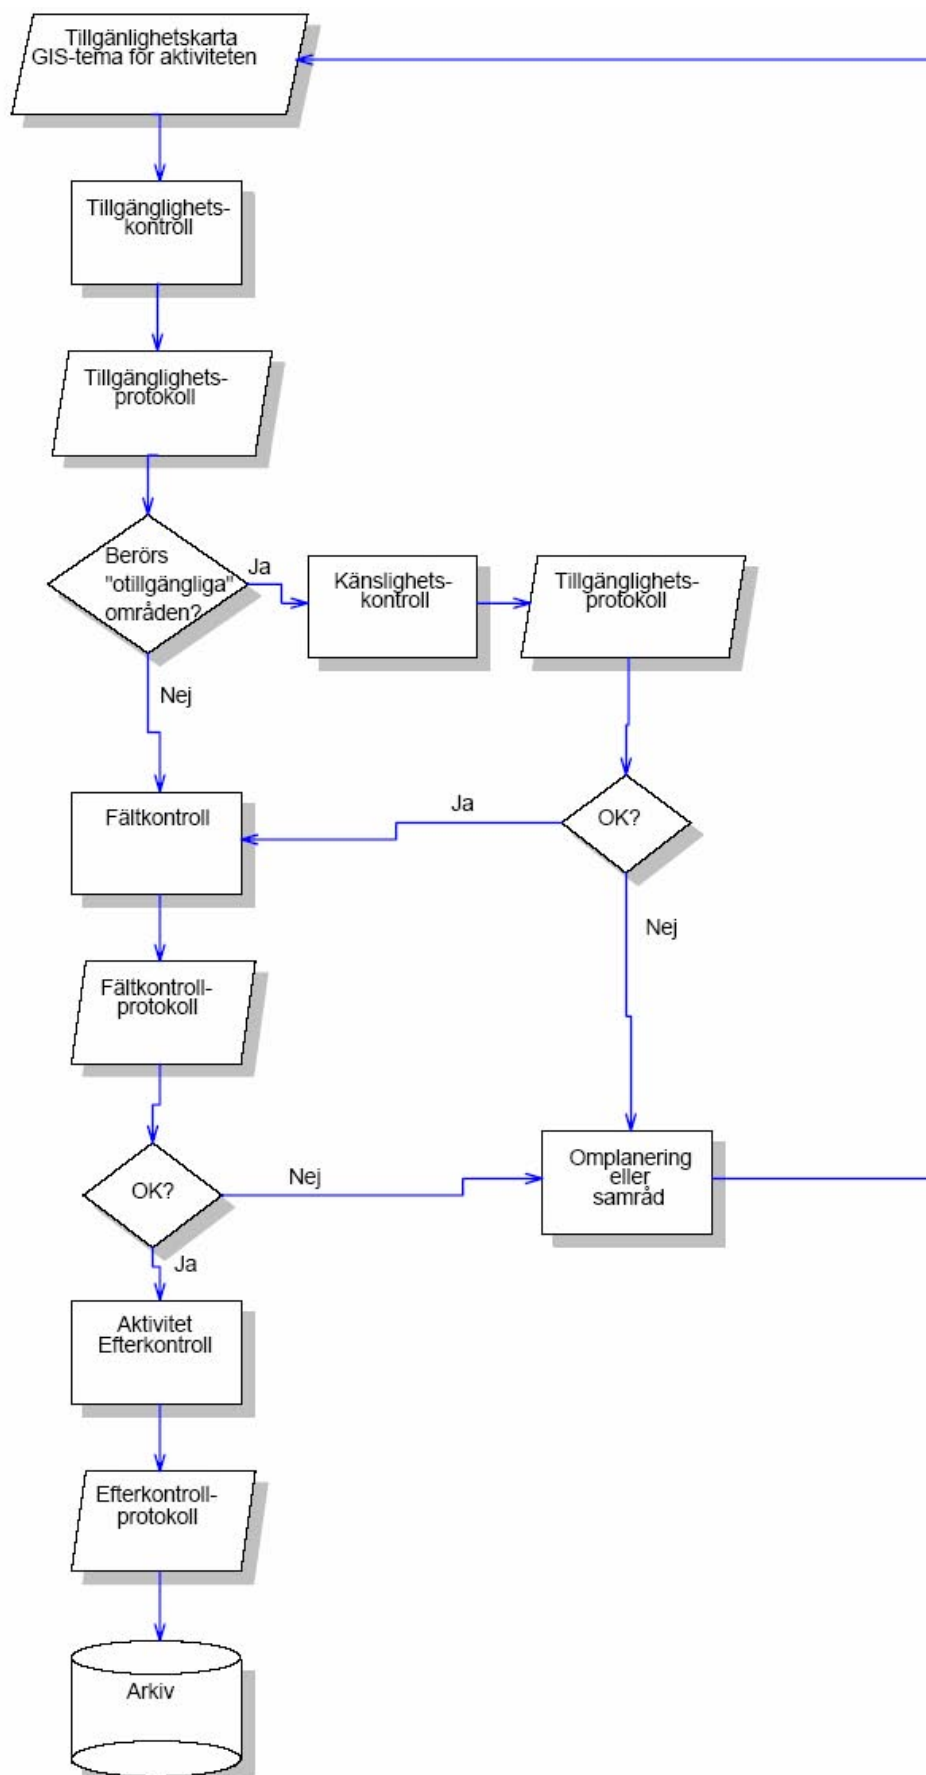 Tillgänlighetskarta
GIS-tema för aktiviteten
Tillgänglighets-
kontroll
Tillgänglighets-
protokoll
Berörs
"otillgängliga"
områden?
Ja
Känslighets-
kontroll
Tillgänglighets-
protokoll
Nej
Fältkontroll
Ja
OK?
Nej
Fältkontroll-
protokoll
OK?
Nej
Omplanering
eller
samråd
Ja
Aktivitet
Efterkontroll
Efterkontroll-
protokoll
Arkiv